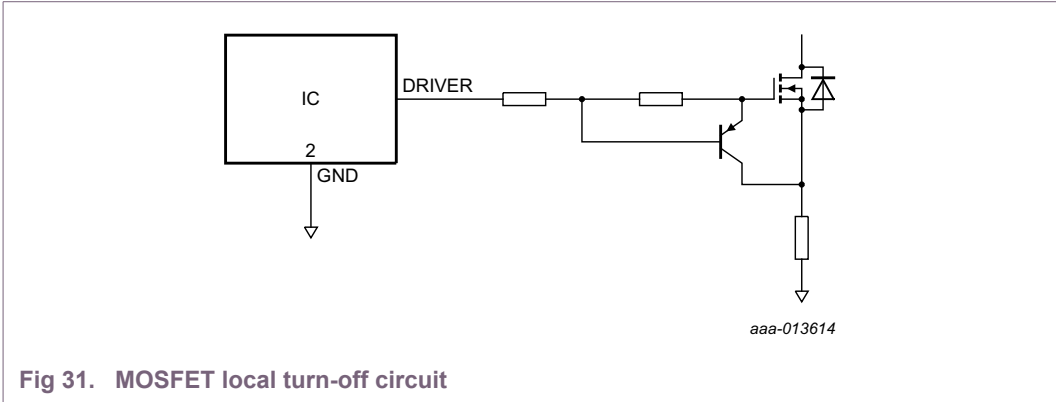 IC
DRIVER
2
GND
aaa-013614
Fig 31. MOSFET local turn-off circuit